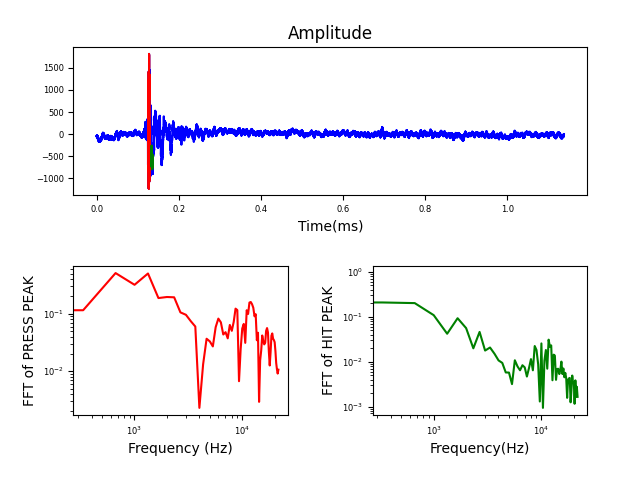 Amplitude
1500
1000
500
0
−500
−1000
0.0 0.2 0.4 0.6 0.8 1.0
Time(ms)
FFT of PRESS PEAK
10⁻¹
10⁻²
10³ 10⁴
Frequency (Hz)
FFT of HIT PEAK
10⁰
10⁻¹
10⁻²
10⁻³
10³ 10⁴
Frequency(Hz)